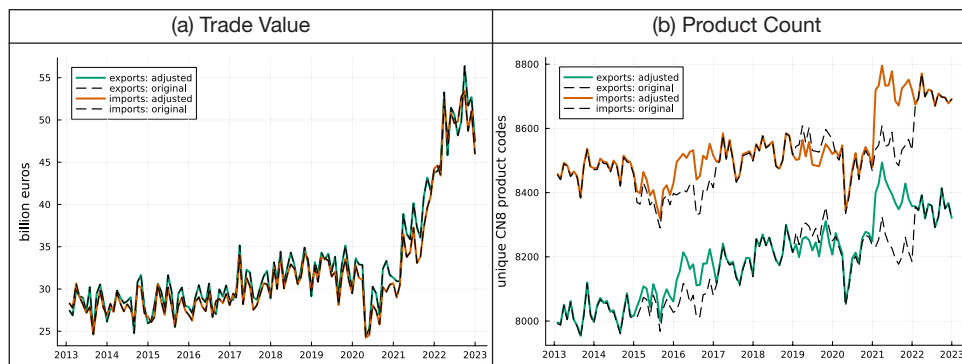 (a) Trade Value
(b) Product Count
exports: adjusted
exports: original
imports: adjusted
imports: original
billion euros
55
50
45
40
35
30
25
2013 2014 2015 2016 2017 2018 2019 2020 2021 2022 2023
exports: adjusted
exports: original
imports: adjusted
imports: original
unique CN8 product codes
8800
8600
8400
8200
8000
2013 2014 2015 2016 2017 2018 2019 2020 2021 2022 2023